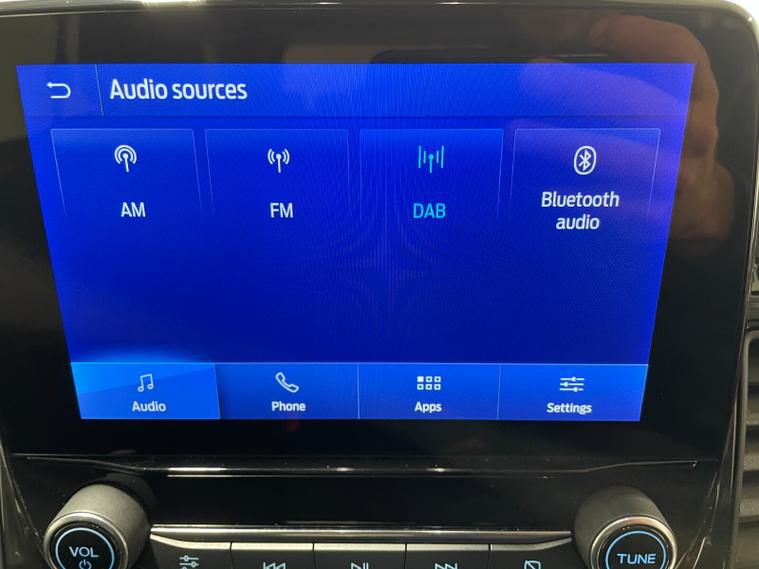 Audio sources
AM
FM
DAB
Bluetooth
audio
Audio
Phone
Apps
Settings
VOL
TUNE